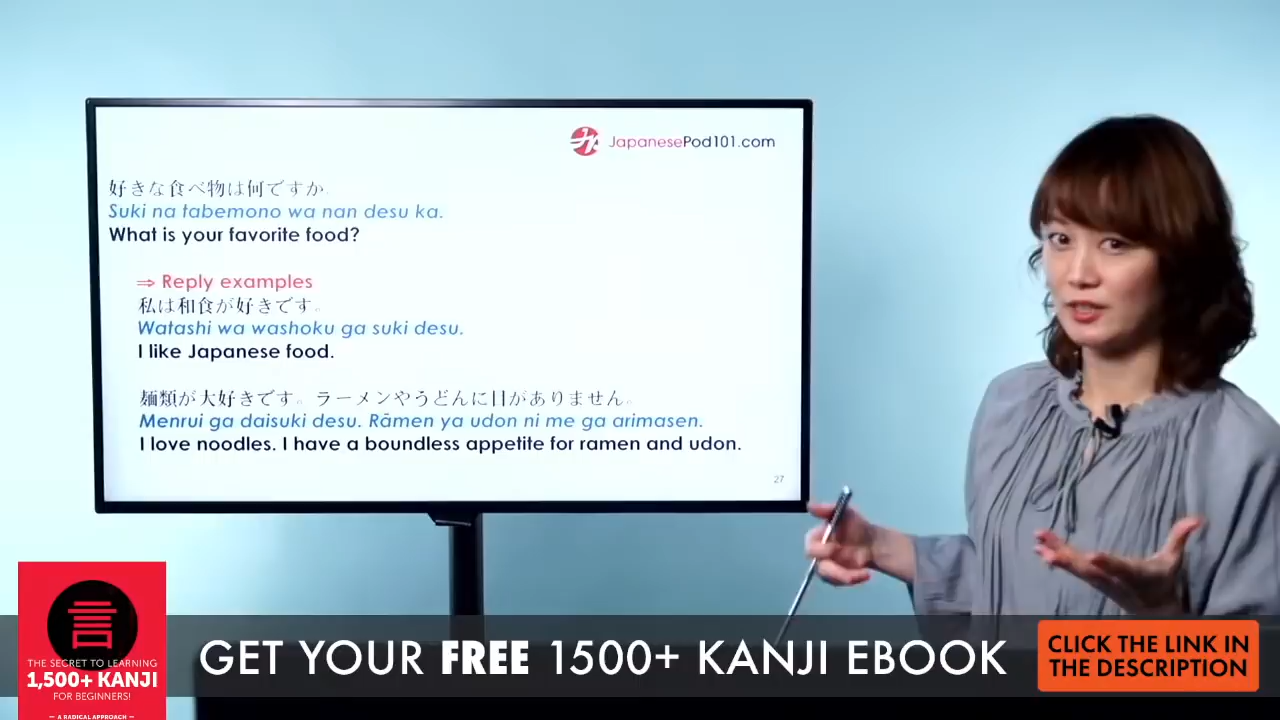 JapanesePod101.com
好きな食べ物は何ですか。
Suki na tabemono wa nan desu ka.
What is your favorite food?
⇒ Reply examples
私は和食が好きです。
Watashi wa washoku ga suki desu.
I like Japanese food.
麺類が大好きです。ラーメンやうどんに目がありません。
Menrui ga daisuki desu. Rāmen ya udon ni me ga arimasen.
I love noodles. I have a boundless appetite for ramen and udon.
27
言
THE SECRET TO LEARNING
1,500+ KANJI
FOR BEGINNERS!
— A RADICAL APPROACH —
GET YOUR FREE 1500+ KANJI EBOOK
CLICK THE LINK IN
THE DESCRIPTION